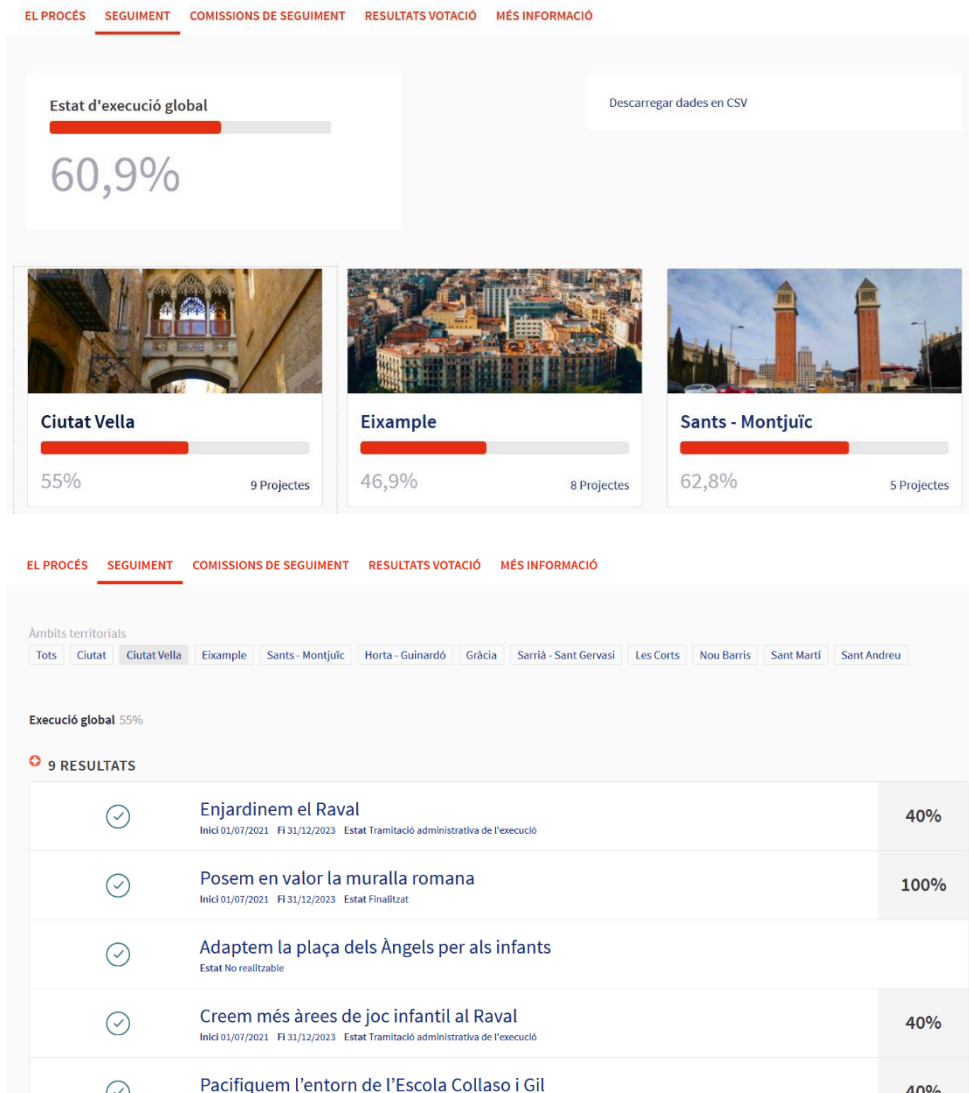 EL PROCÉS SEGUIMENT COMISSIONS DE SEGUIMENT RESULTATS VOTACIÓ MÉS INFORMACIÓ
Estat d'execució global
Descarregar dades en CSV
60,9%
Ciutat Vella
55% 9 Projectes
Eixample
46,9% 8 Projectes
Sants - Montjuïc
62,8% 5 Projectes
EL PROCÉS SEGUIMENT COMISSIONS DE SEGUIMENT RESULTATS VOTACIÓ MÉS INFORMACIÓ
Àmbits territorials
Tots Ciutat Ciutat Vella Eixample Sants - Montjuïc Horta - Guinardó Gràcia Sarrià - Sant Gervasi Les Corts Nou Barris Sant Martí Sant Andreu
Execució global 55%
9 RESULTATS
Enjardinem el Raval
Inici 01/07/2021 Fi 31/12/2023 Estat Tramitació administrativa de l'execució
40%
Posem en valor la muralla romana
Inici 01/07/2021 Fi 31/12/2023 Estat Finalitzat
100%
Adaptem la plaça dels Àngels per als infants
Estat No realitzable
Creem més àrees de joc infantil al Raval
Inici 01/07/2021 Fi 31/12/2023 Estat Tramitació administrativa de l'execució
40%
Pacifiquem l'entorn de l'Escola Collaso i Gil
40%